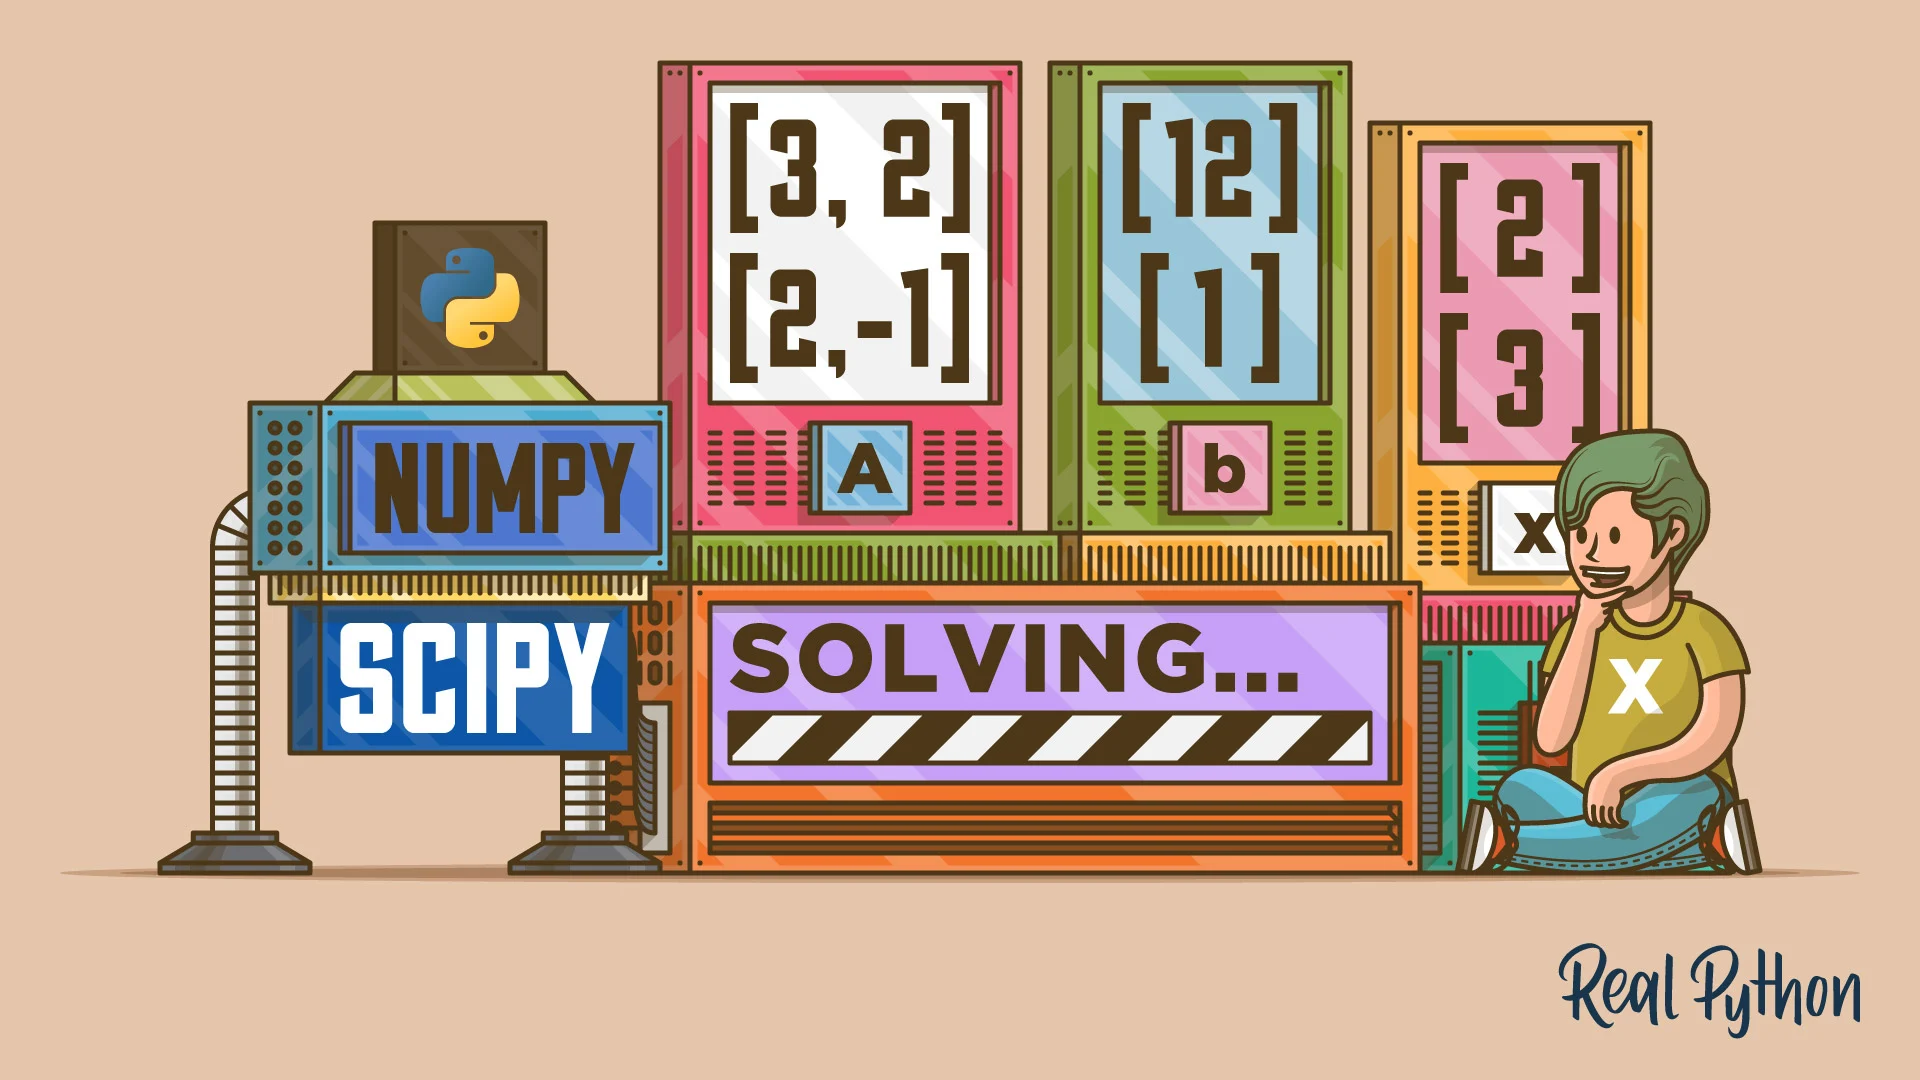 [3, 2]
[2,-1]
A
[12]
[1]
b
[2]
[3]
x
NUMPY
SCIPY
SOLVING...
X
Real Python